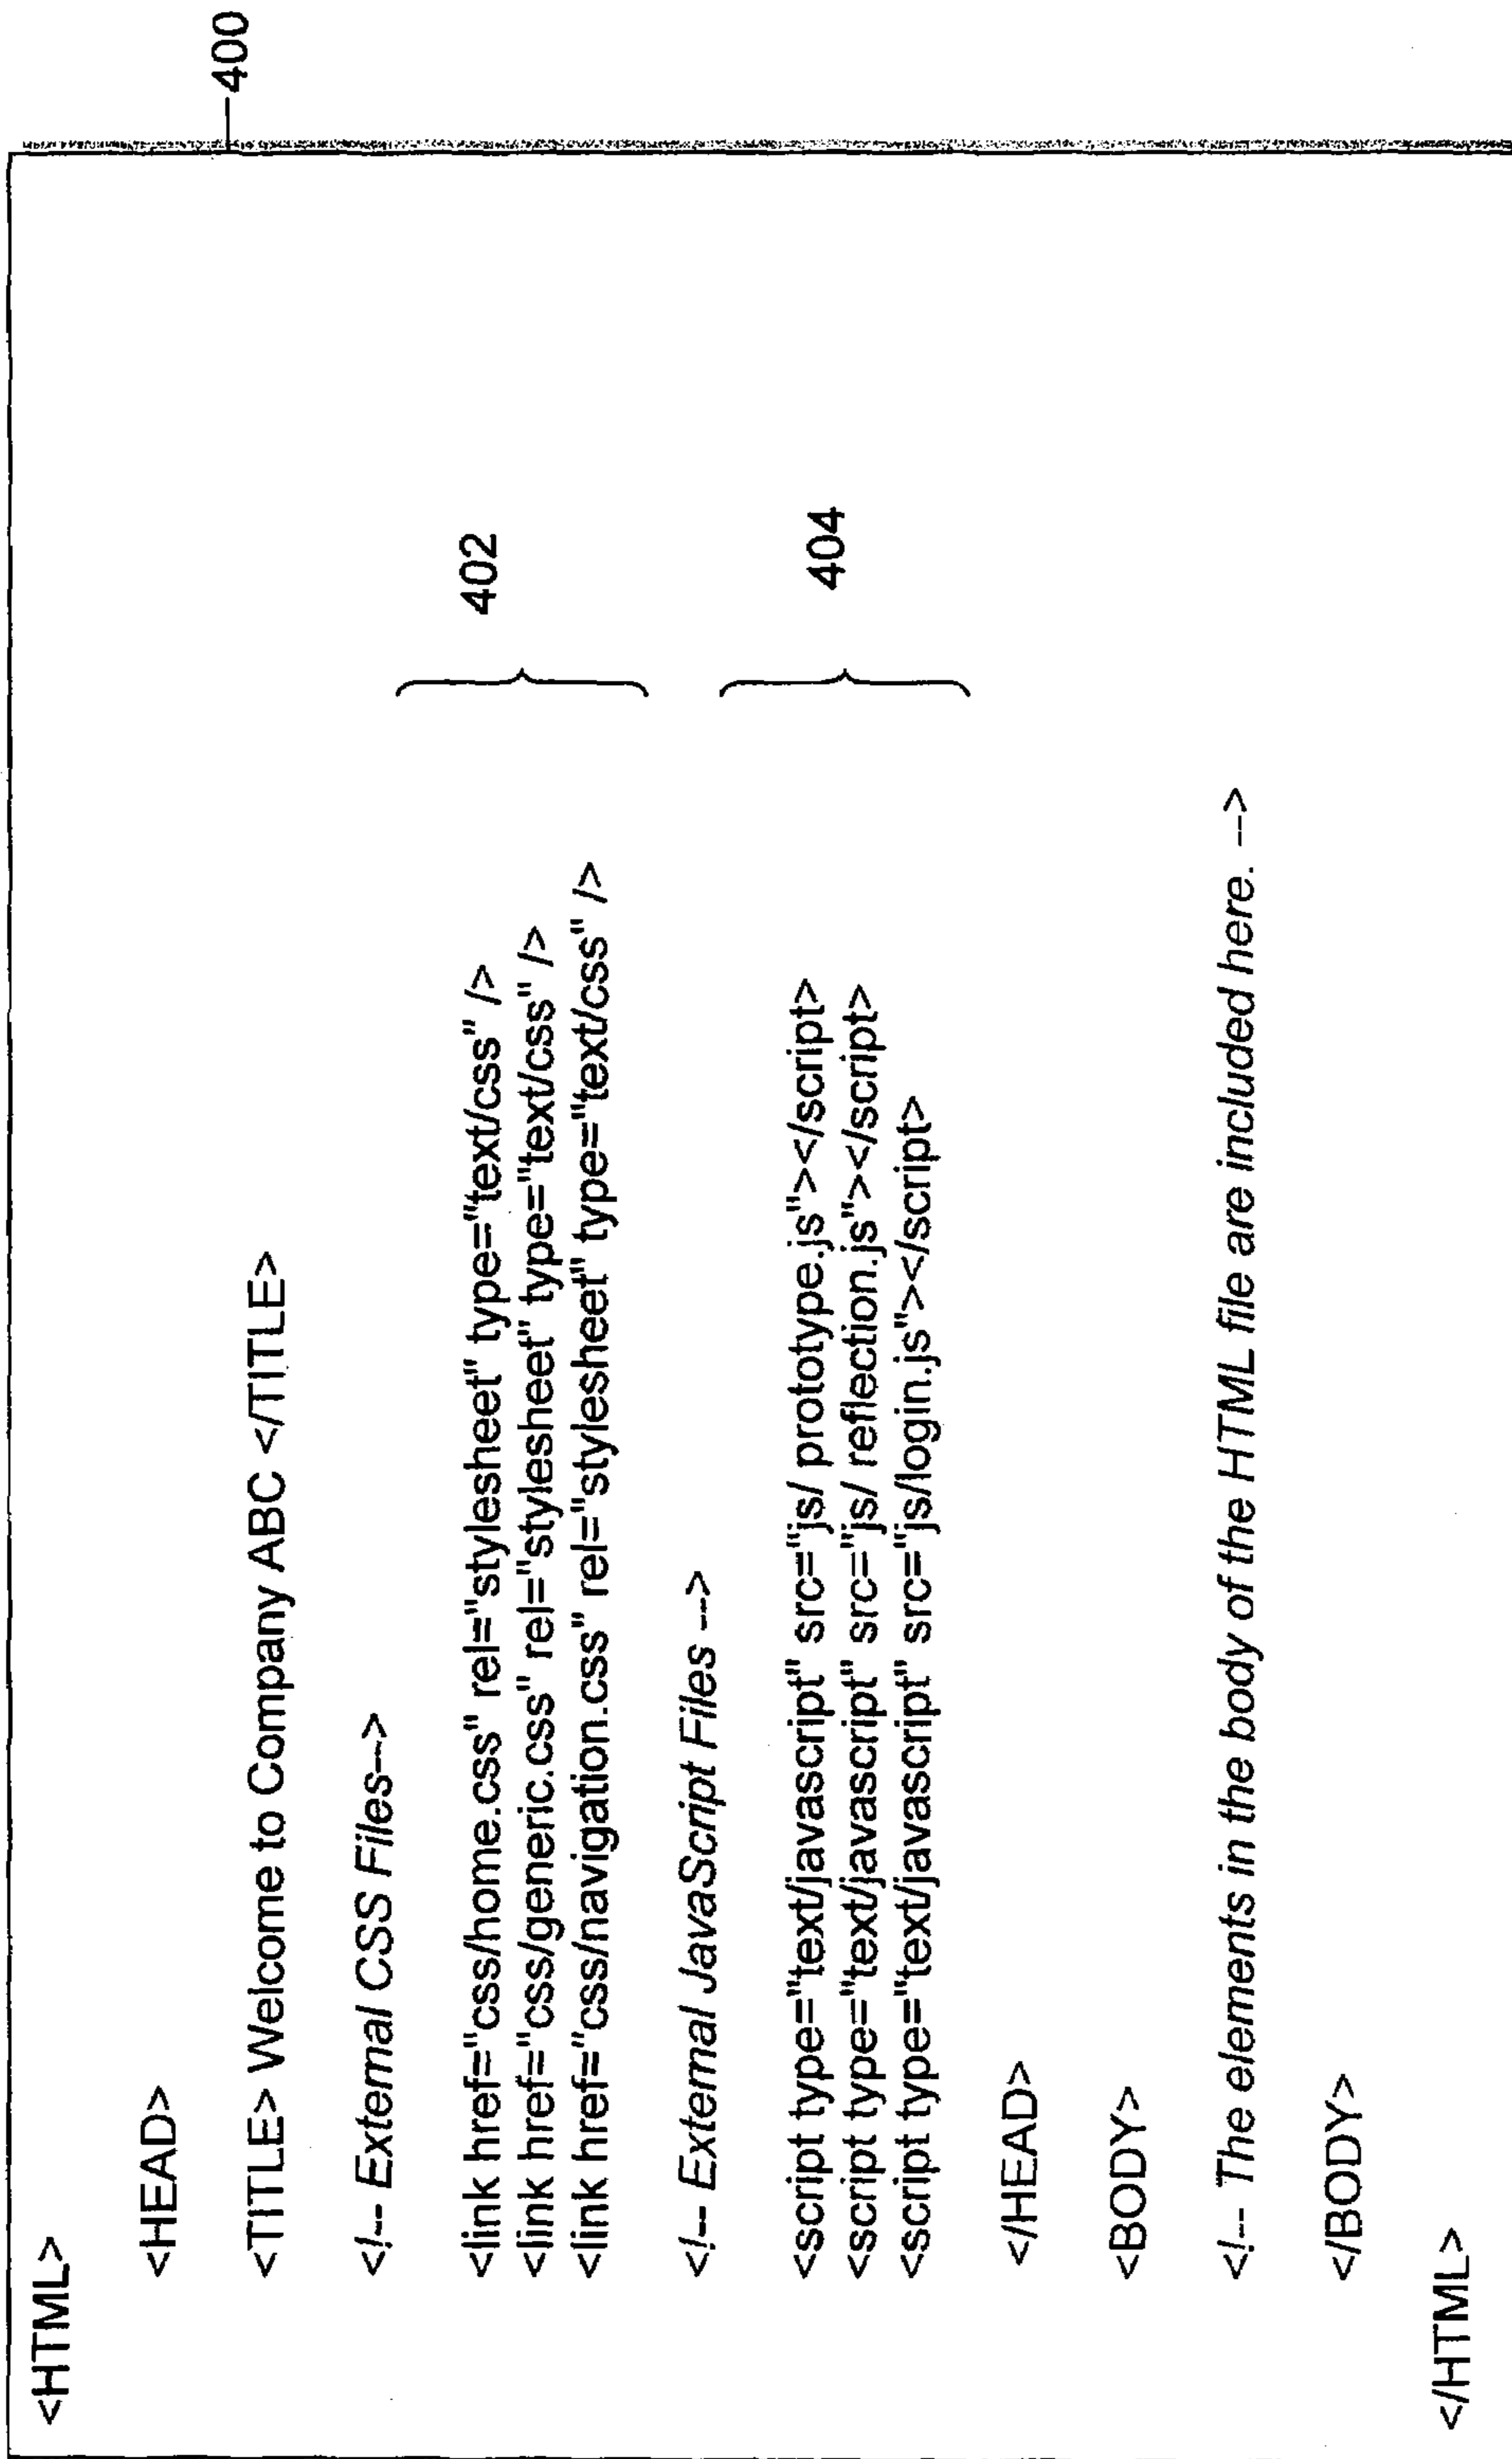 <HTML>
<HEAD>
400
<TITLE> Welcome to Company ABC </TITLE>
<!-- External CSS Files-->
<link href="css/home.css" rel="stylesheet" type="text/css" />
402
<link href="css/generic.css" rel="stylesheet" type="text/css" />
<link href="css/navigation.css" rel="stylesheet" type="text/css" />
<!-- External JavaScript Files -->
<script type="text/javascript" src="js/ prototype.js"></script>
404
<script type="text/javascript" src="js/ reflection.js"></script>
<script type="text/javascript" src="js/login.js"></script>
</HEAD>
<BODY>
<!-- The elements in the body of the HTML file are included here. -->
</BODY>
</HTML>